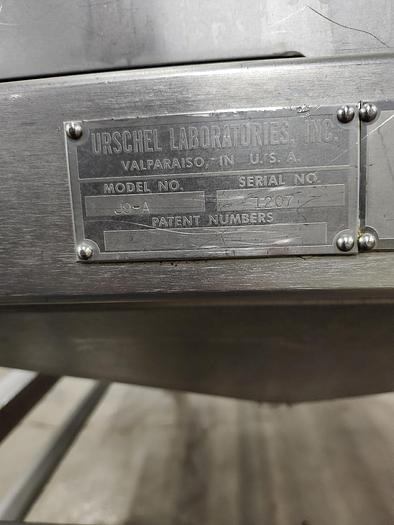 URSCHEL LABORATORIES, INC.
VALPARAISO, IN U.S.A.
MODEL NO. SERIAL NO.
J9-A 1207
PATENT NUMBERS